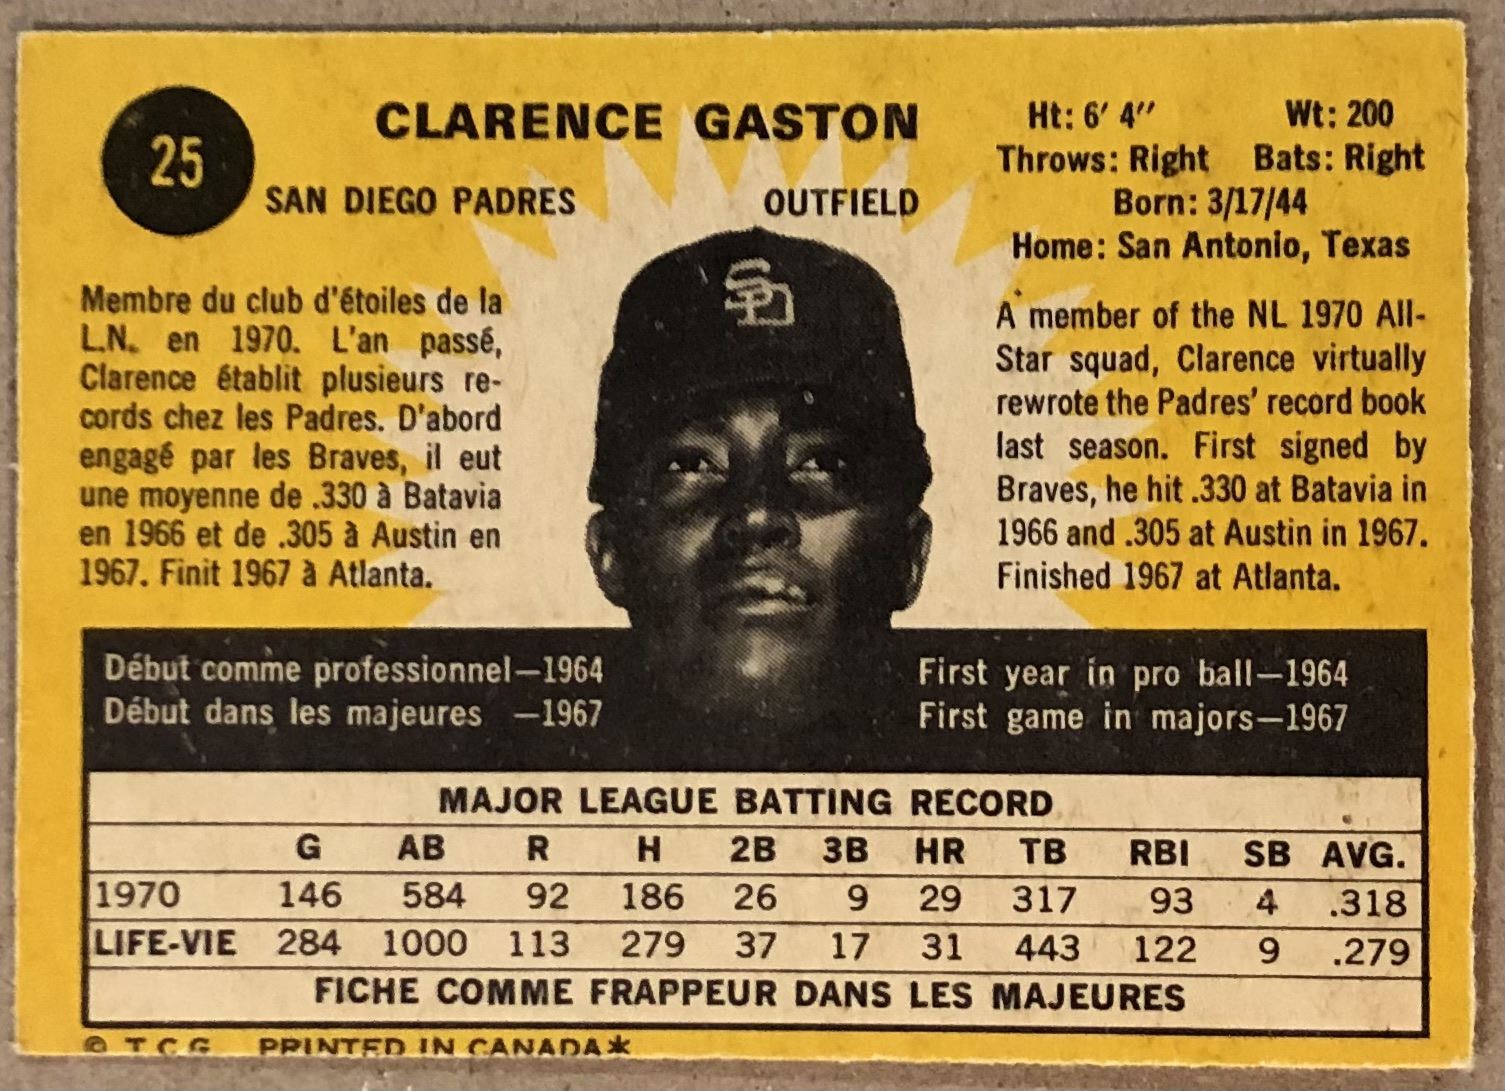 25
CLARENCE GASTON
SAN DIEGO PADRES OUTFIELD
Ht: 6′ 4″ Wt: 200
Throws: Right Bats: Right
Born: 3/17/44
Home: San Antonio, Texas
SD
Membre du club d'étoiles de la
L.N. en 1970. L'an passé,
Clarence établit plusieurs re-
cords chez les Padres. D'abord
engagé par les Braves, il eut
une moyenne de .330 à Batavia
en 1966 et de .305 à Austin en
1967. Finit 1967 à Atlanta.
A member of the NL 1970 All-
Star squad, Clarence virtually
rewrote the Padres' record book
last season. First signed by
Braves, he hit .330 at Batavia in
1966 and .305 at Austin in 1967.
Finished 1967 at Atlanta.
Début comme professionnel—1964
Début dans les majeures —1967
First year in pro ball—1964
First game in majors—1967
MAJOR LEAGUE BATTING RECORD
G AB R H 2B 3B HR TB RBI SB AVG.
1970 146 584 92 186 26 9 29 317 93 4 .318
LIFE-VIE 284 1000 113 279 37 17 31 443 122 9 .279
FICHE COMME FRAPPEUR DANS LES MAJEURES
© T.C.G. PRINTED IN CANADA*